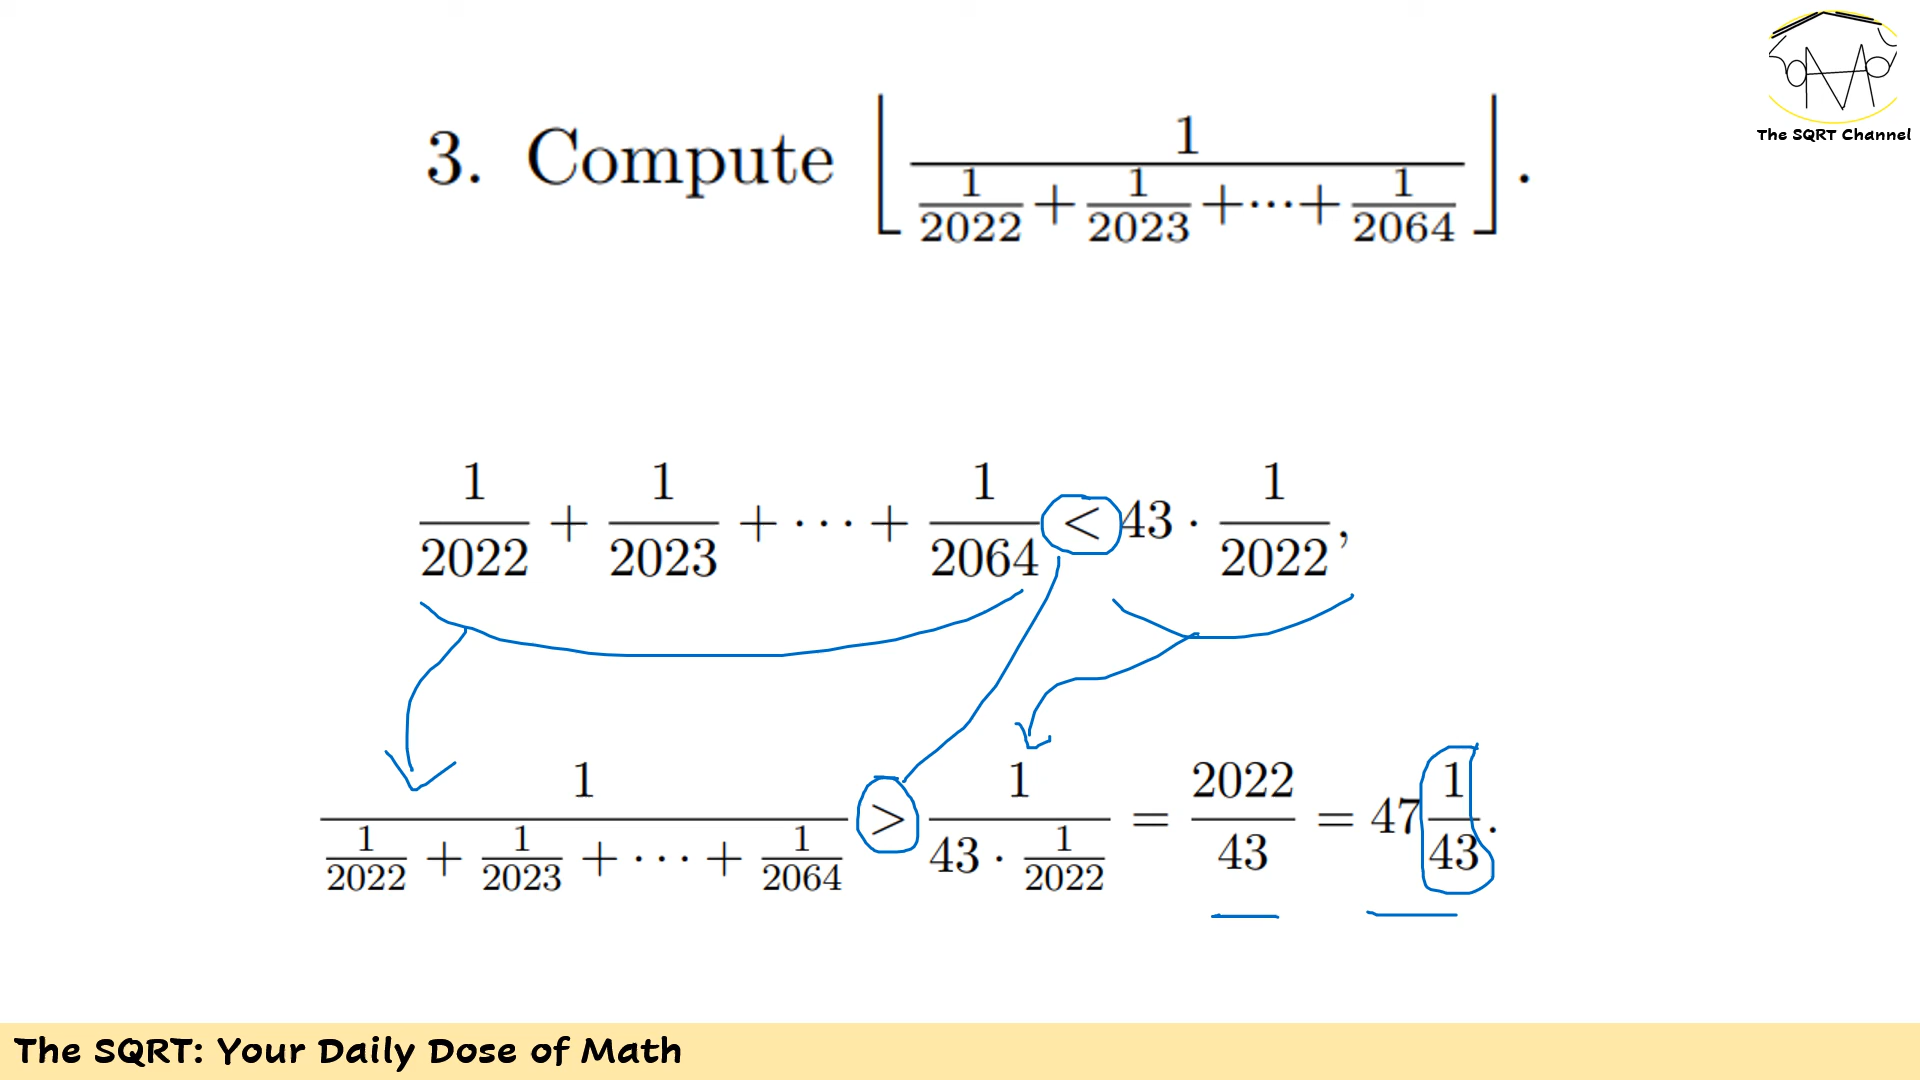 The SQRT Channel
3. Compute ⌊ 1 / (1/2022 + 1/2023 + ··· + 1/2064) ⌋.
1/2022 + 1/2023 + ··· + 1/2064 < 43 · 1/2022,
1 / (1/2022 + 1/2023 + ··· + 1/2064) > 1 / (43 · 1/2022) = 2022/43 = 47 1/43.
The SQRT: Your Daily Dose of Math